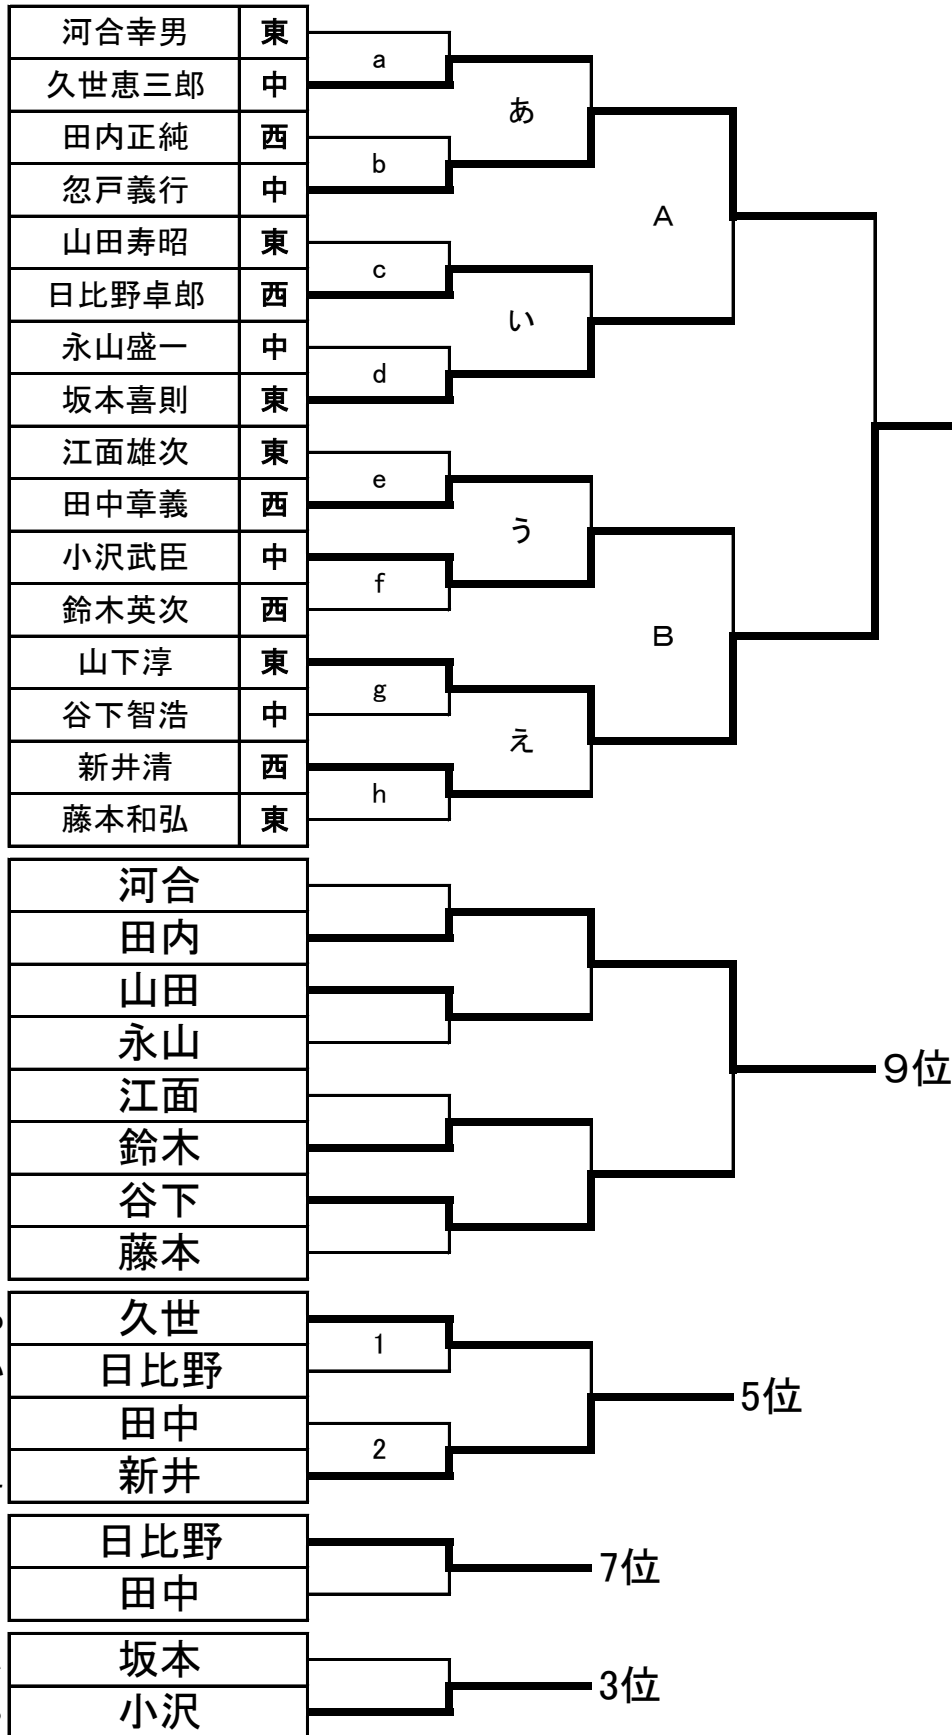 河合幸男 東
a
久世恵三郎 中
あ
田内正純 西
b
忽戸義行 中
A
山田寿昭 東
c
日比野卓郎 西
い
永山盛一 中
d
坂本喜則 東
江面雄次 東
e
田中章義 西
う
小沢武臣 中
f
鈴木英次 西
B
山下淳 東
g
谷下智浩 中
え
新井清 西
h
藤本和弘 東
河合
田内
山田
永山
9位
江面
鈴木
谷下
藤本
久世
1
日比野
5位
田中
2
新井
日比野
7位
田中
坂本
3位
小沢